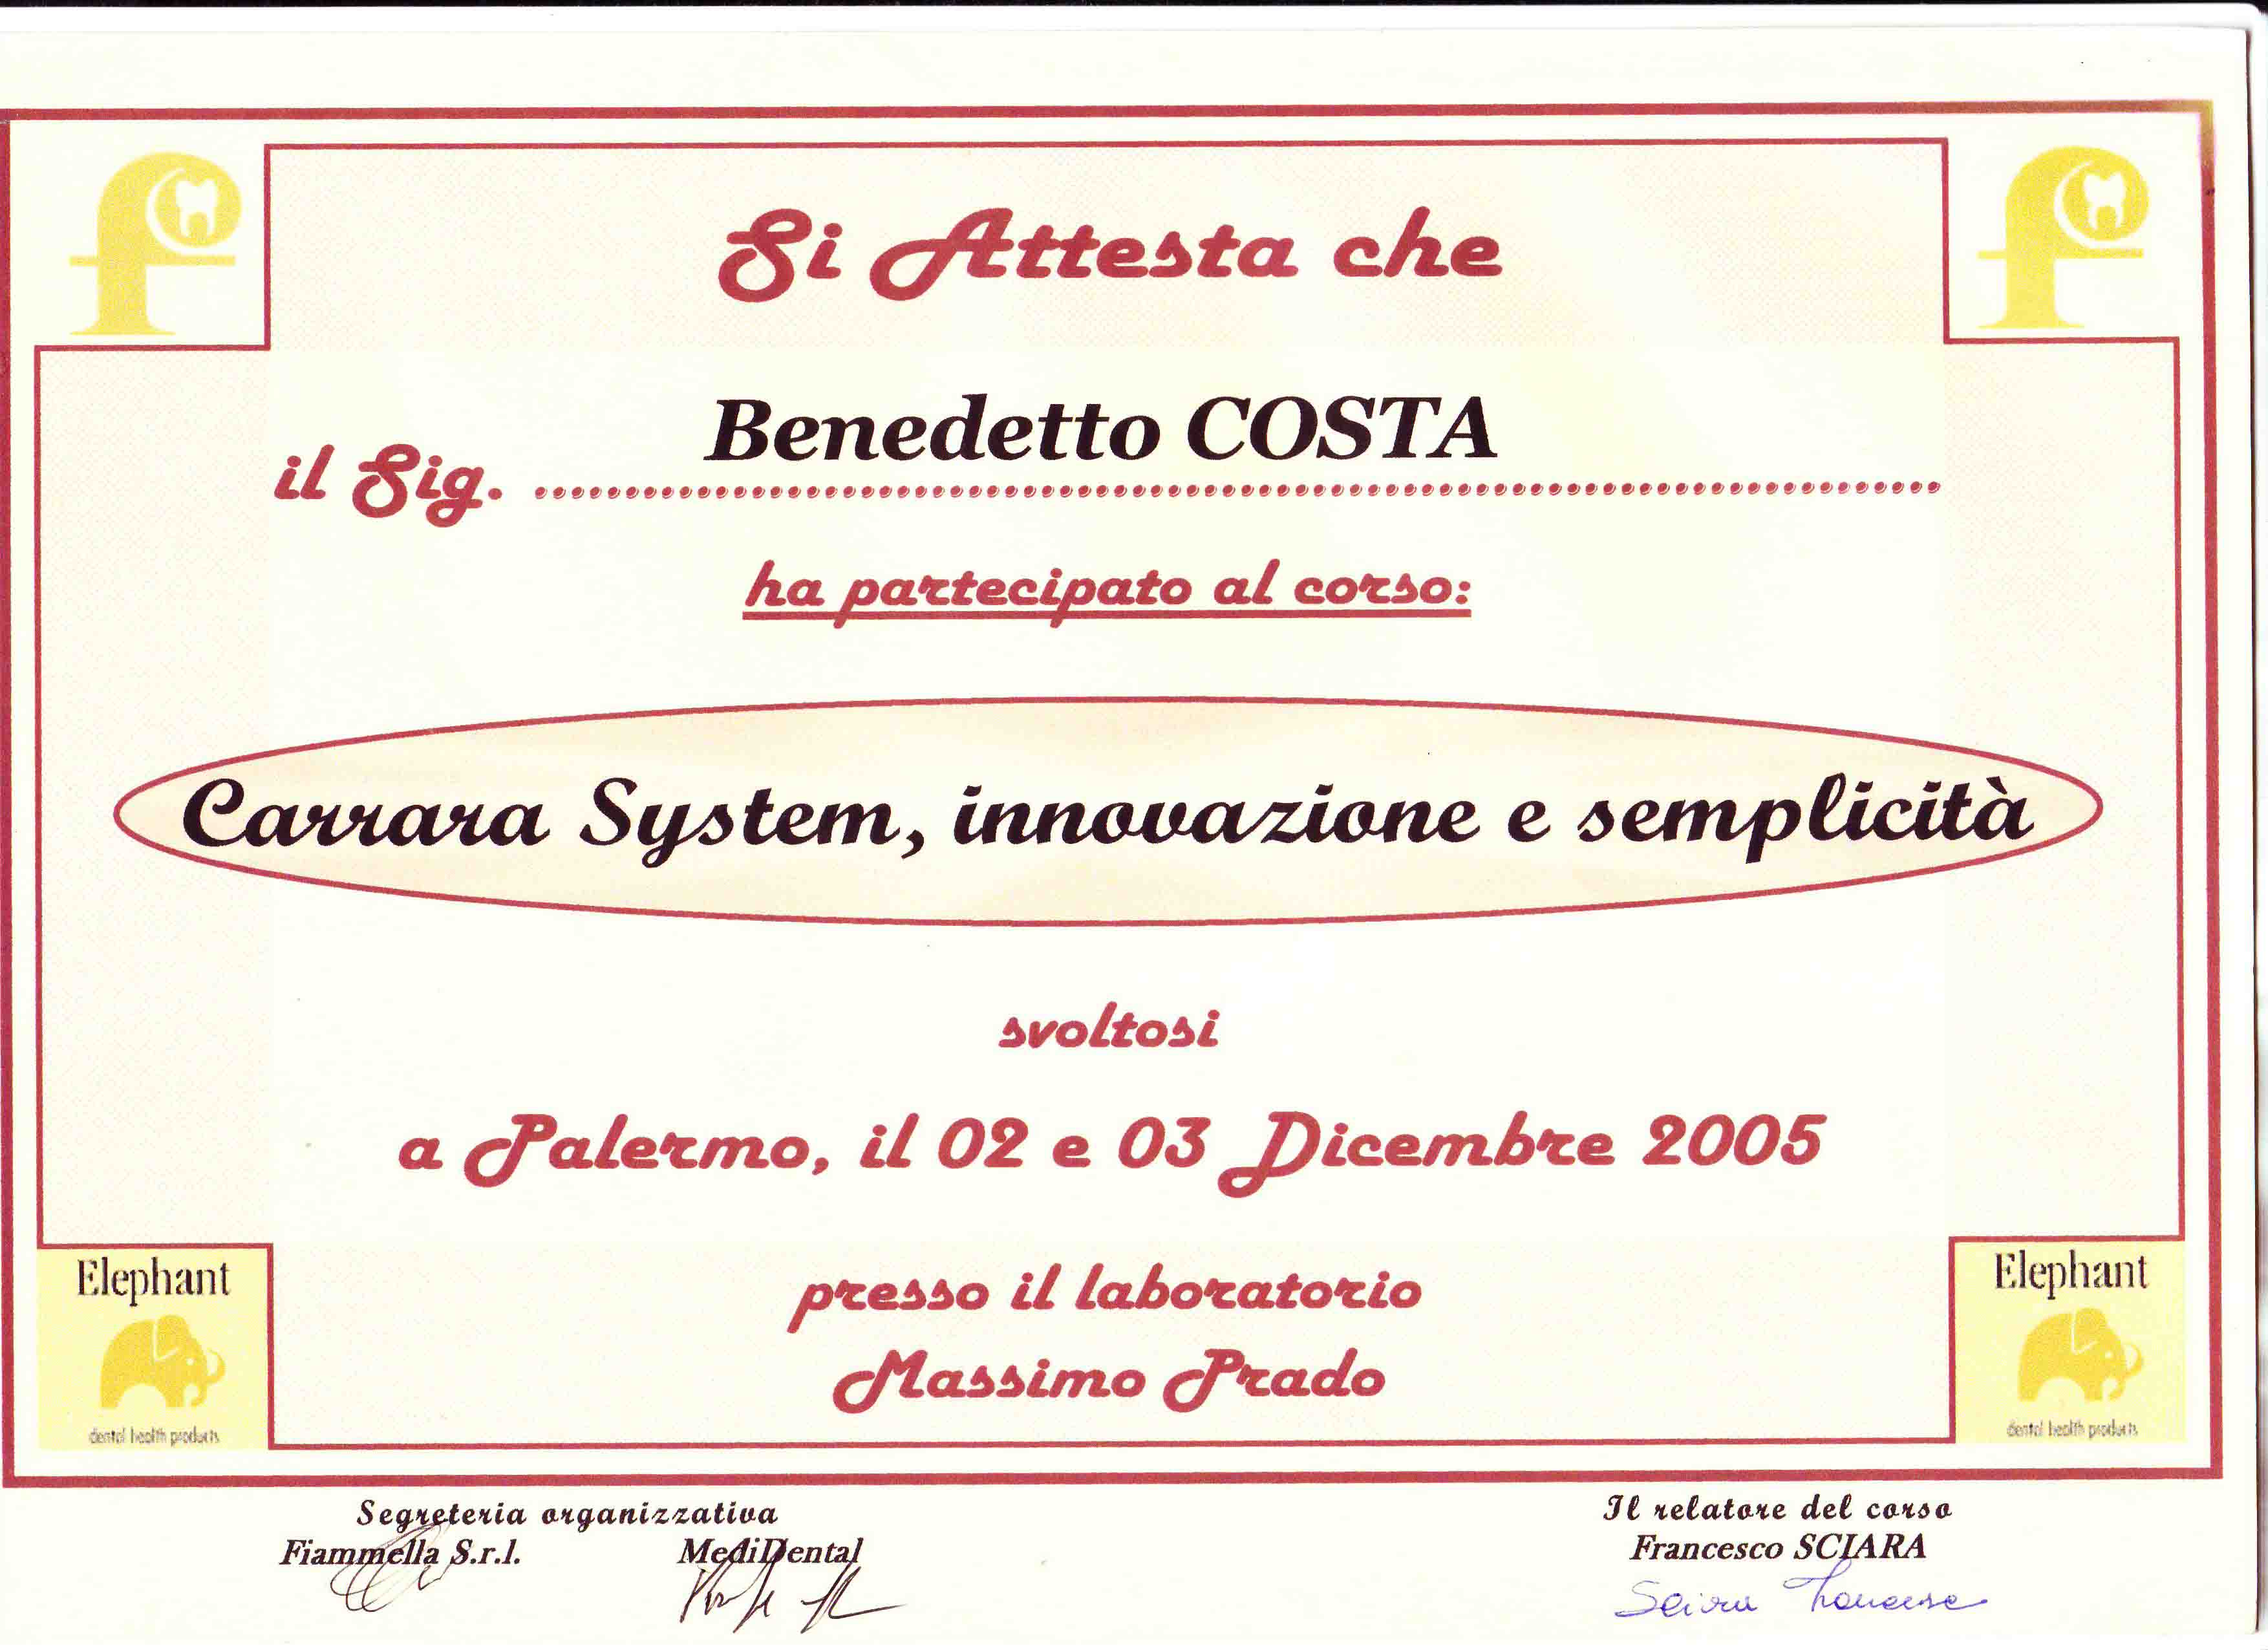 Si Attesta che
Benedetto COSTA
il Sig. ..............................................................................
ha partecipato al corso:
Carrara System, innovazione e semplicità
svoltosi
a Palermo, il 02 e 03 Dicembre 2005
Elephant
Elephant
presso il laboratorio
Massimo Prado
dental health products
dental health products
Segreteria organizzativa
Il relatore del corso
Fiammella S.r.l.
MediDental
Francesco SCIARA
Sciara Francesco